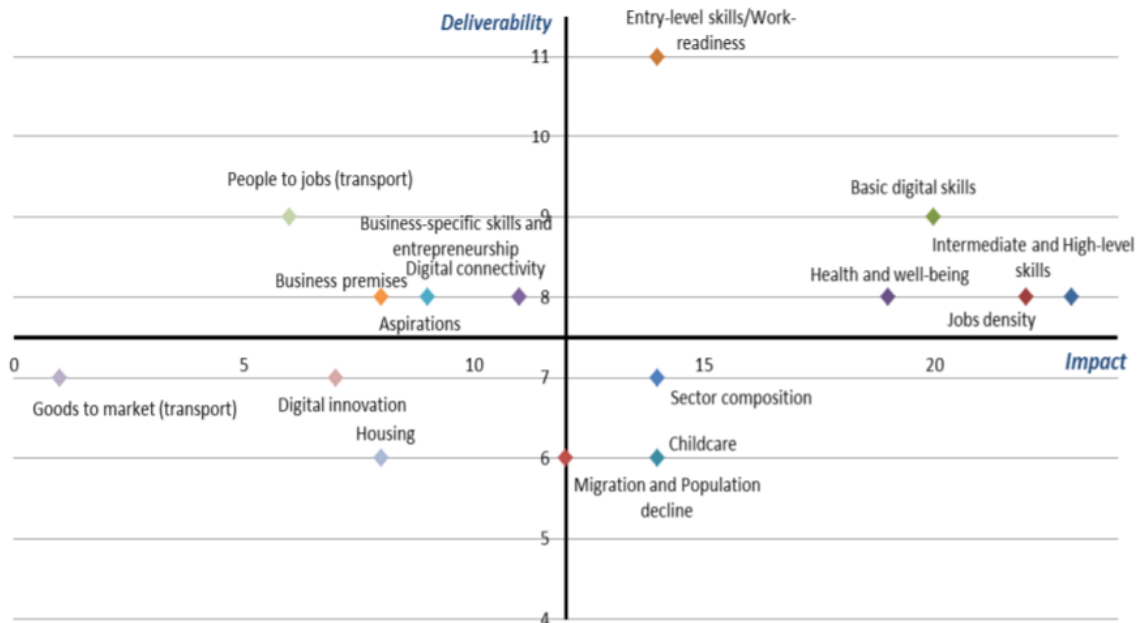 Deliverability
Entry-level skills/Work-
readiness
11
10
People to jobs (transport)
Basic digital skills
9
Business-specific skills and
entrepreneurship
Intermediate and High-level
skills
Digital connectivity
Health and well-being
Business premises
8
Aspirations
Jobs density
0 5 10 15 20
Impact
7
Goods to market (transport)
Digital innovation
Sector composition
Housing
Childcare
6
Migration and Population
decline
5
4